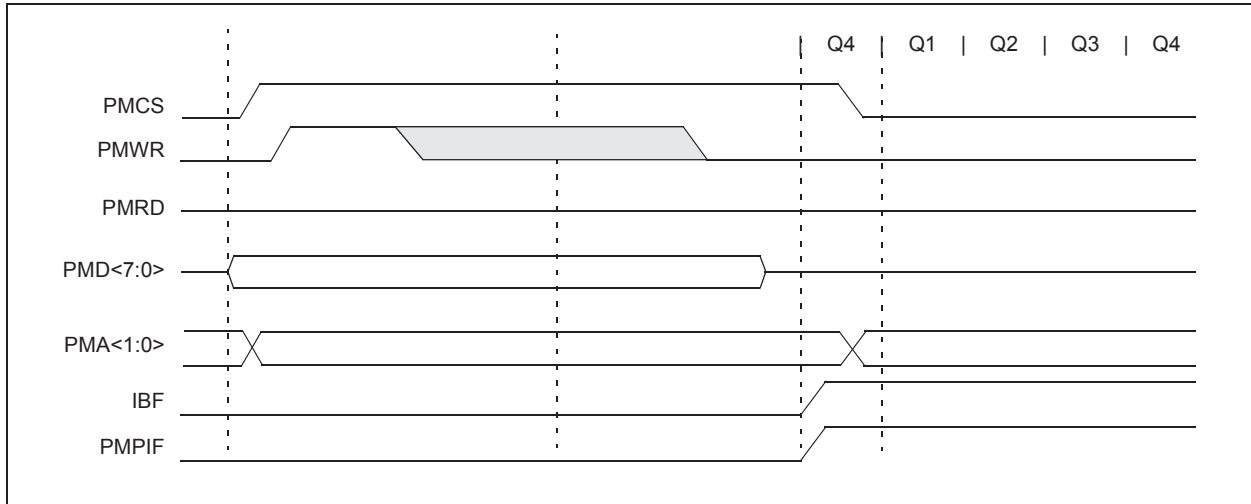 | Q4 | Q1 | Q2 | Q3 | Q4
PMCS
PMWR
PMRD
PMD<7:0>
PMA<1:0>
IBF
PMPIF